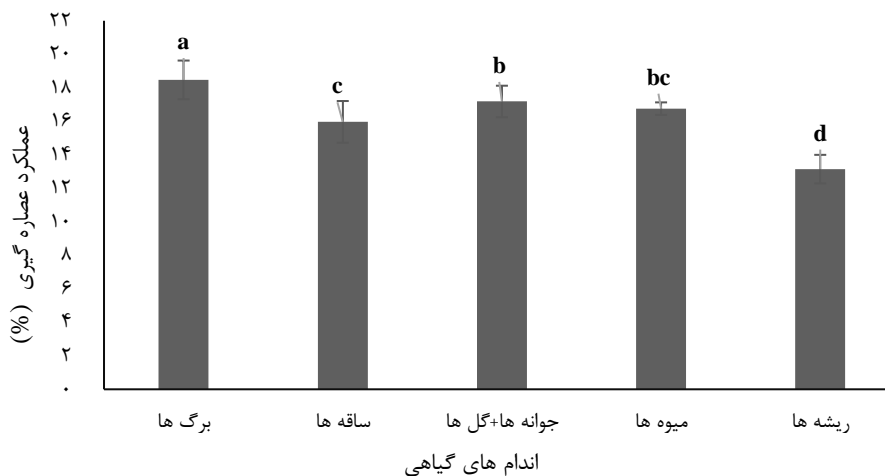 عملکرد عصاره گیری (%)
۲۲
۲۰
۱۸
۱۶
۱۴
۱۲
۱۰
۸
۶
۴
۲
۰
a
c
b
bc
d
برگ ها
ساقه ها
جوانه ها+گل ها
میوه ها
ریشه ها
اندام های گیاهی